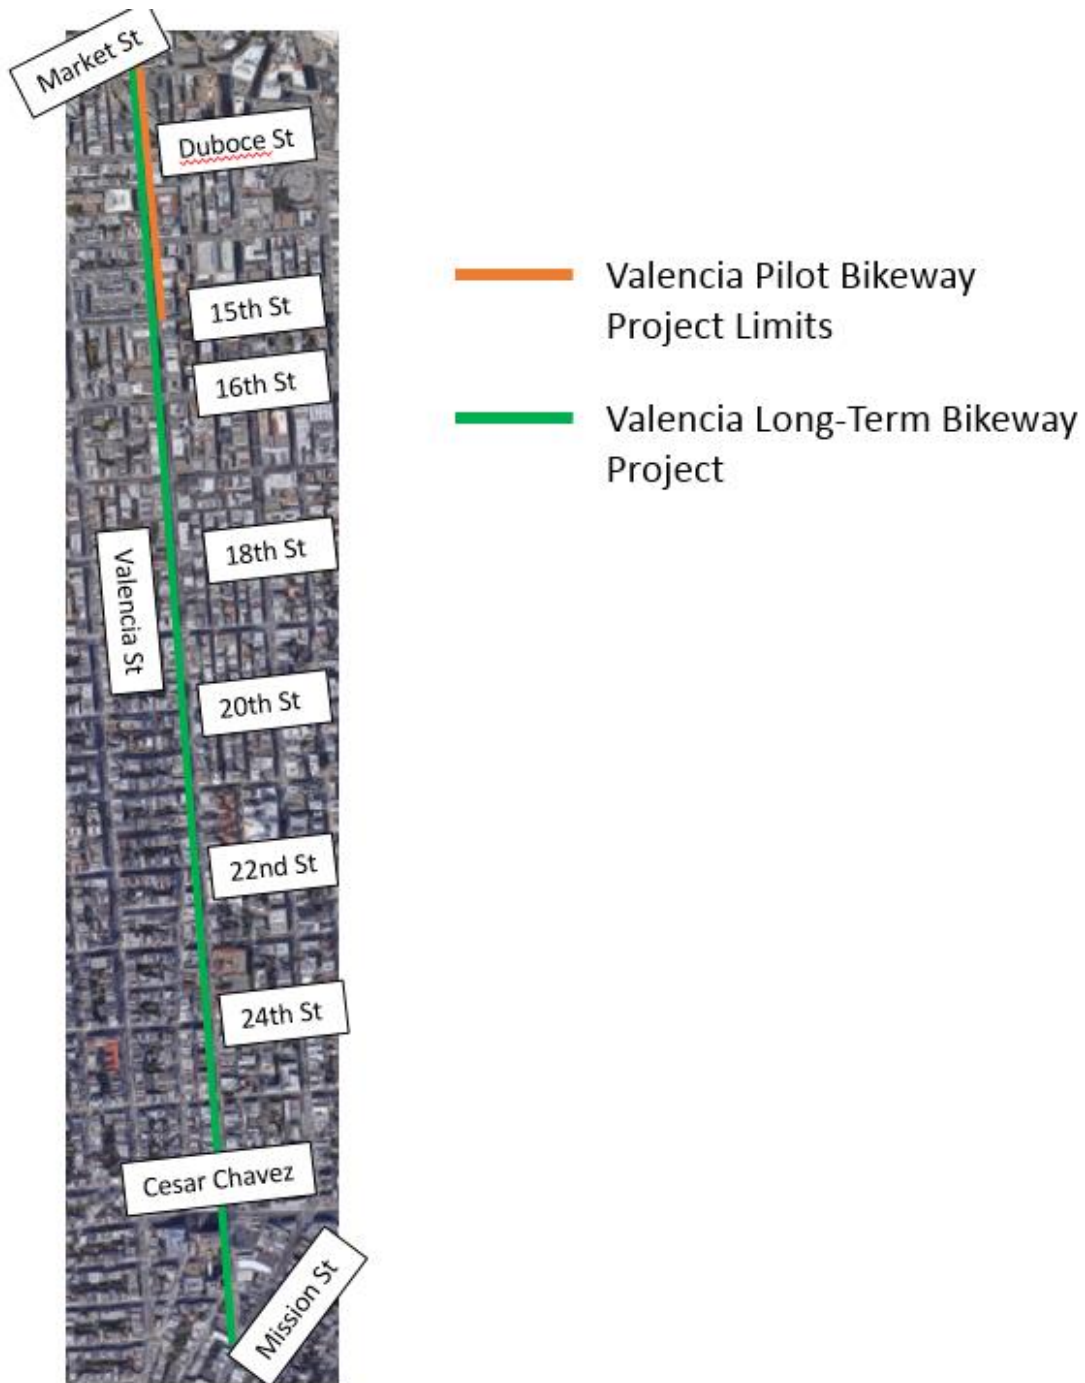 Market St
Duboce St
15th St
16th St
18th St
Valencia St
20th St
22nd St
24th St
Cesar Chavez
Mission St
Valencia Pilot Bikeway
Project Limits
Valencia Long-Term Bikeway
Project